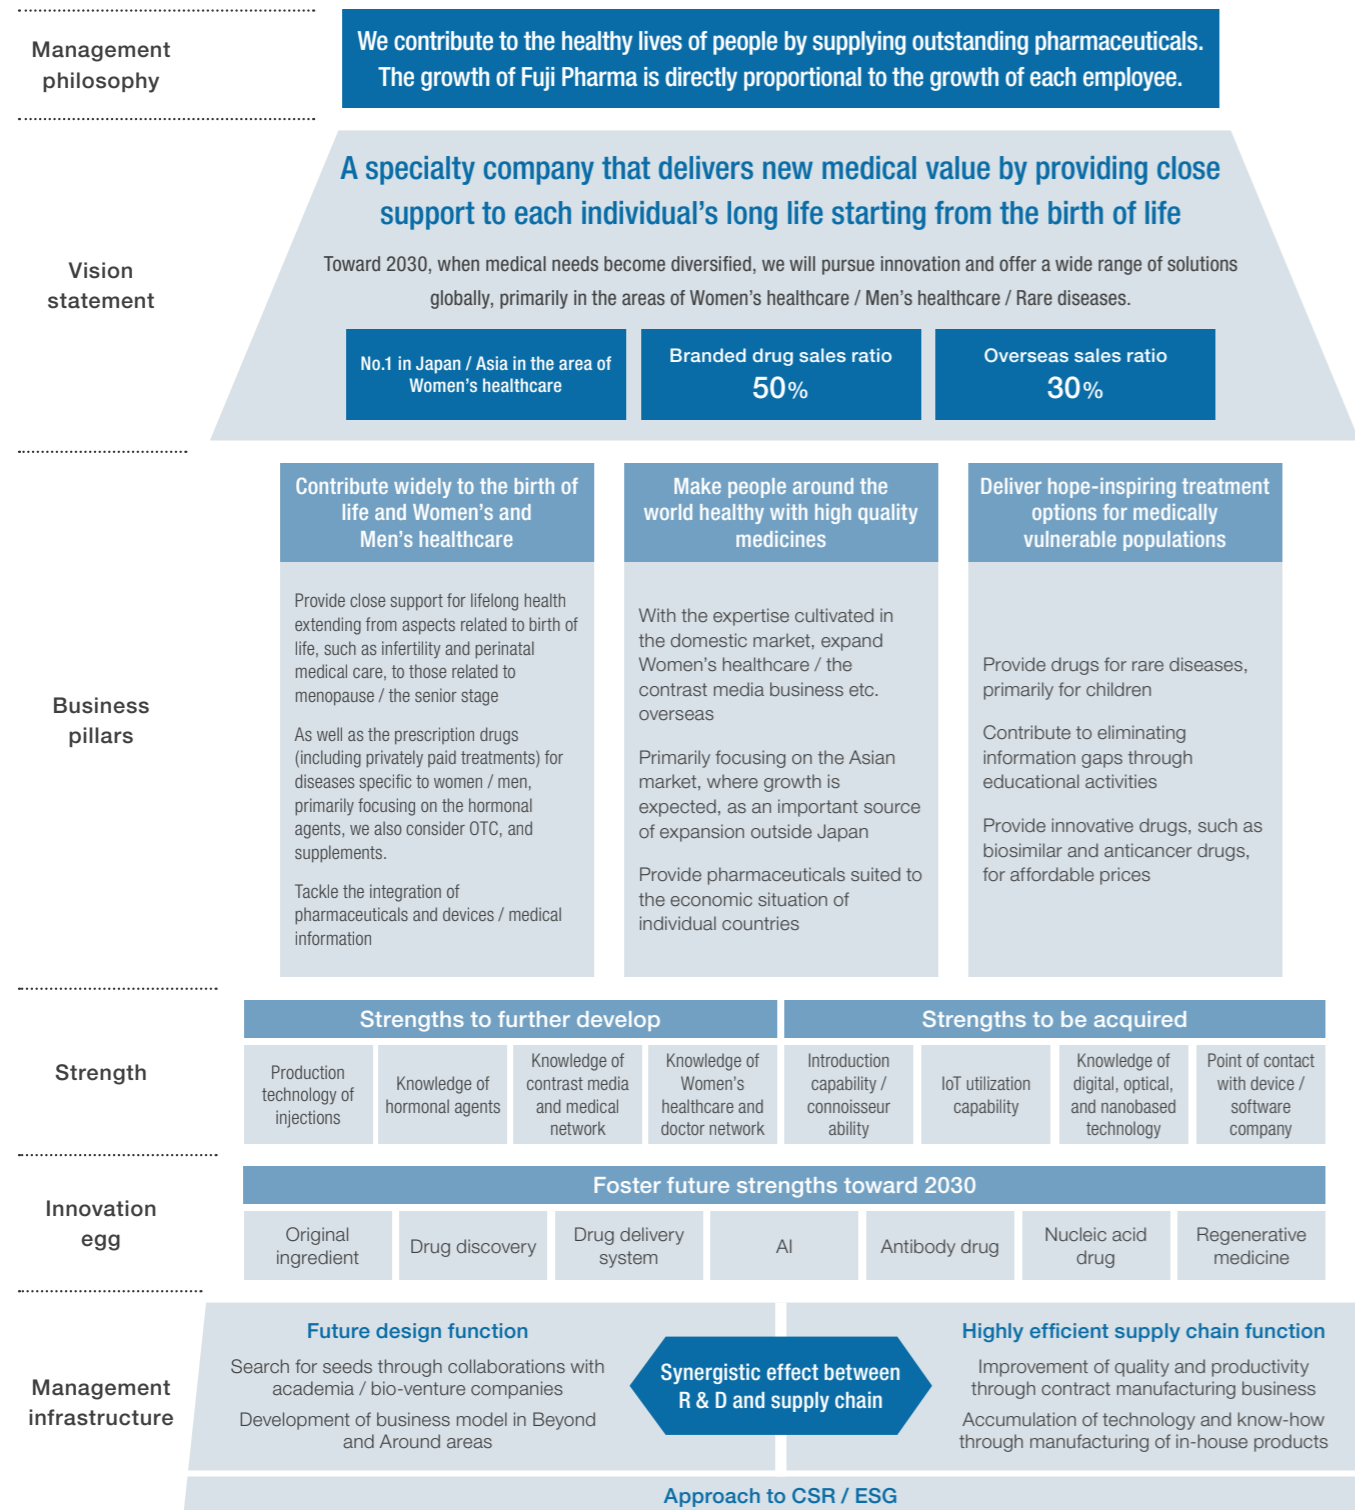 Management
philosophy
We contribute to the healthy lives of people by supplying outstanding pharmaceuticals.
The growth of Fuji Pharma is directly proportional to the growth of each employee.
Vision
statement
A specialty company that delivers new medical value by providing close
support to each individual's long life starting from the birth of life
Toward 2030, when medical needs become diversified, we will pursue innovation and offer a wide range of solutions
globally, primarily in the areas of Women's healthcare / Men's healthcare / Rare diseases.
No.1 in Japan / Asia in the area of
Women's healthcare
Branded drug sales ratio
50%
Overseas sales ratio
30%
Business
pillars
Contribute widely to the birth of
life and Women's and
Men's healthcare
Provide close support for lifelong health
extending from aspects related to birth of
life, such as infertility and perinatal
medical care, to those related to
menopause / the senior stage
As well as the prescription drugs
(including privately paid treatments) for
diseases specific to women / men,
primarily focusing on the hormonal
agents, we also consider OTC, and
supplements.
Tackle the integration of
pharmaceuticals and devices / medical
information
Make people around the
world healthy with high quality
medicines
With the expertise cultivated in
the domestic market, expand
Women's healthcare / the
contrast media business etc.
overseas
Primarily focusing on the Asian
market, where growth is
expected, as an important source
of expansion outside Japan
Provide pharmaceuticals suited to
the economic situation of
individual countries
Deliver hope-inspiring treatment
options for medically
vulnerable populations
Provide drugs for rare diseases,
primarily for children
Contribute to eliminating
information gaps through
educational activities
Provide innovative drugs, such as
biosimilar and anticancer drugs,
for affordable prices
Strength
Strengths to further develop
Production
technology of
injections
Knowledge of
hormonal agents
Knowledge of
contrast media
and medical
network
Knowledge of
Women's
healthcare and
doctor network
Strengths to be acquired
Introduction
capability /
connoisseur
ability
IoT utilization
capability
Knowledge of
digital, optical,
and nanobased
technology
Point of contact
with device /
software
company
Innovation
egg
Foster future strengths toward 2030
Original
ingredient
Drug discovery
Drug delivery
system
AI
Antibody drug
Nucleic acid
drug
Regenerative
medicine
Management
infrastructure
Future design function
Search for seeds through collaborations with
academia / bio-venture companies
Development of business model in Beyond
and Around areas
Synergistic effect between
R & D and supply chain
Highly efficient supply chain function
Improvement of quality and productivity
through contract manufacturing business
Accumulation of technology and know-how
through manufacturing of in-house products
Approach to CSR / ESG